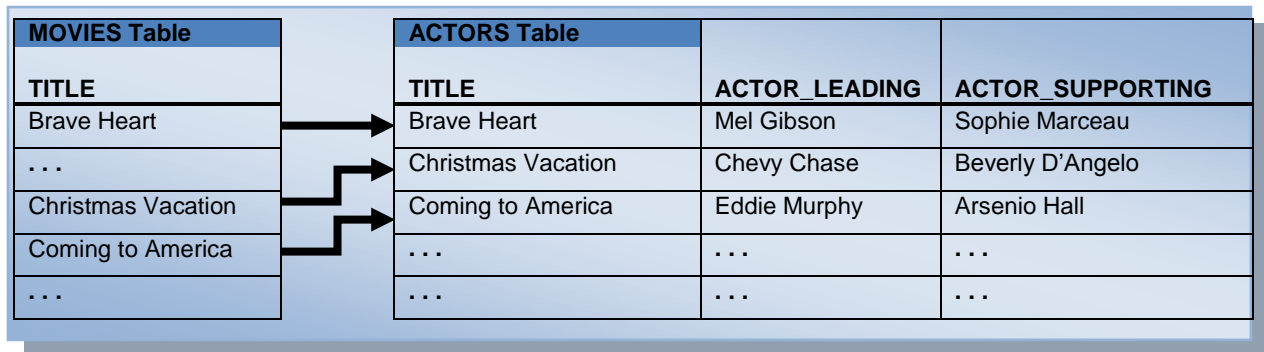 MOVIES Table ACTORS Table
TITLE TITLE ACTOR_LEADING ACTOR_SUPPORTING
Brave Heart Brave Heart Mel Gibson Sophie Marceau
. . . Christmas Vacation Chevy Chase Beverly D’Angelo
Christmas Vacation Coming to America Eddie Murphy Arsenio Hall
Coming to America . . . . . . . . .
. . . . . . . . . . . .